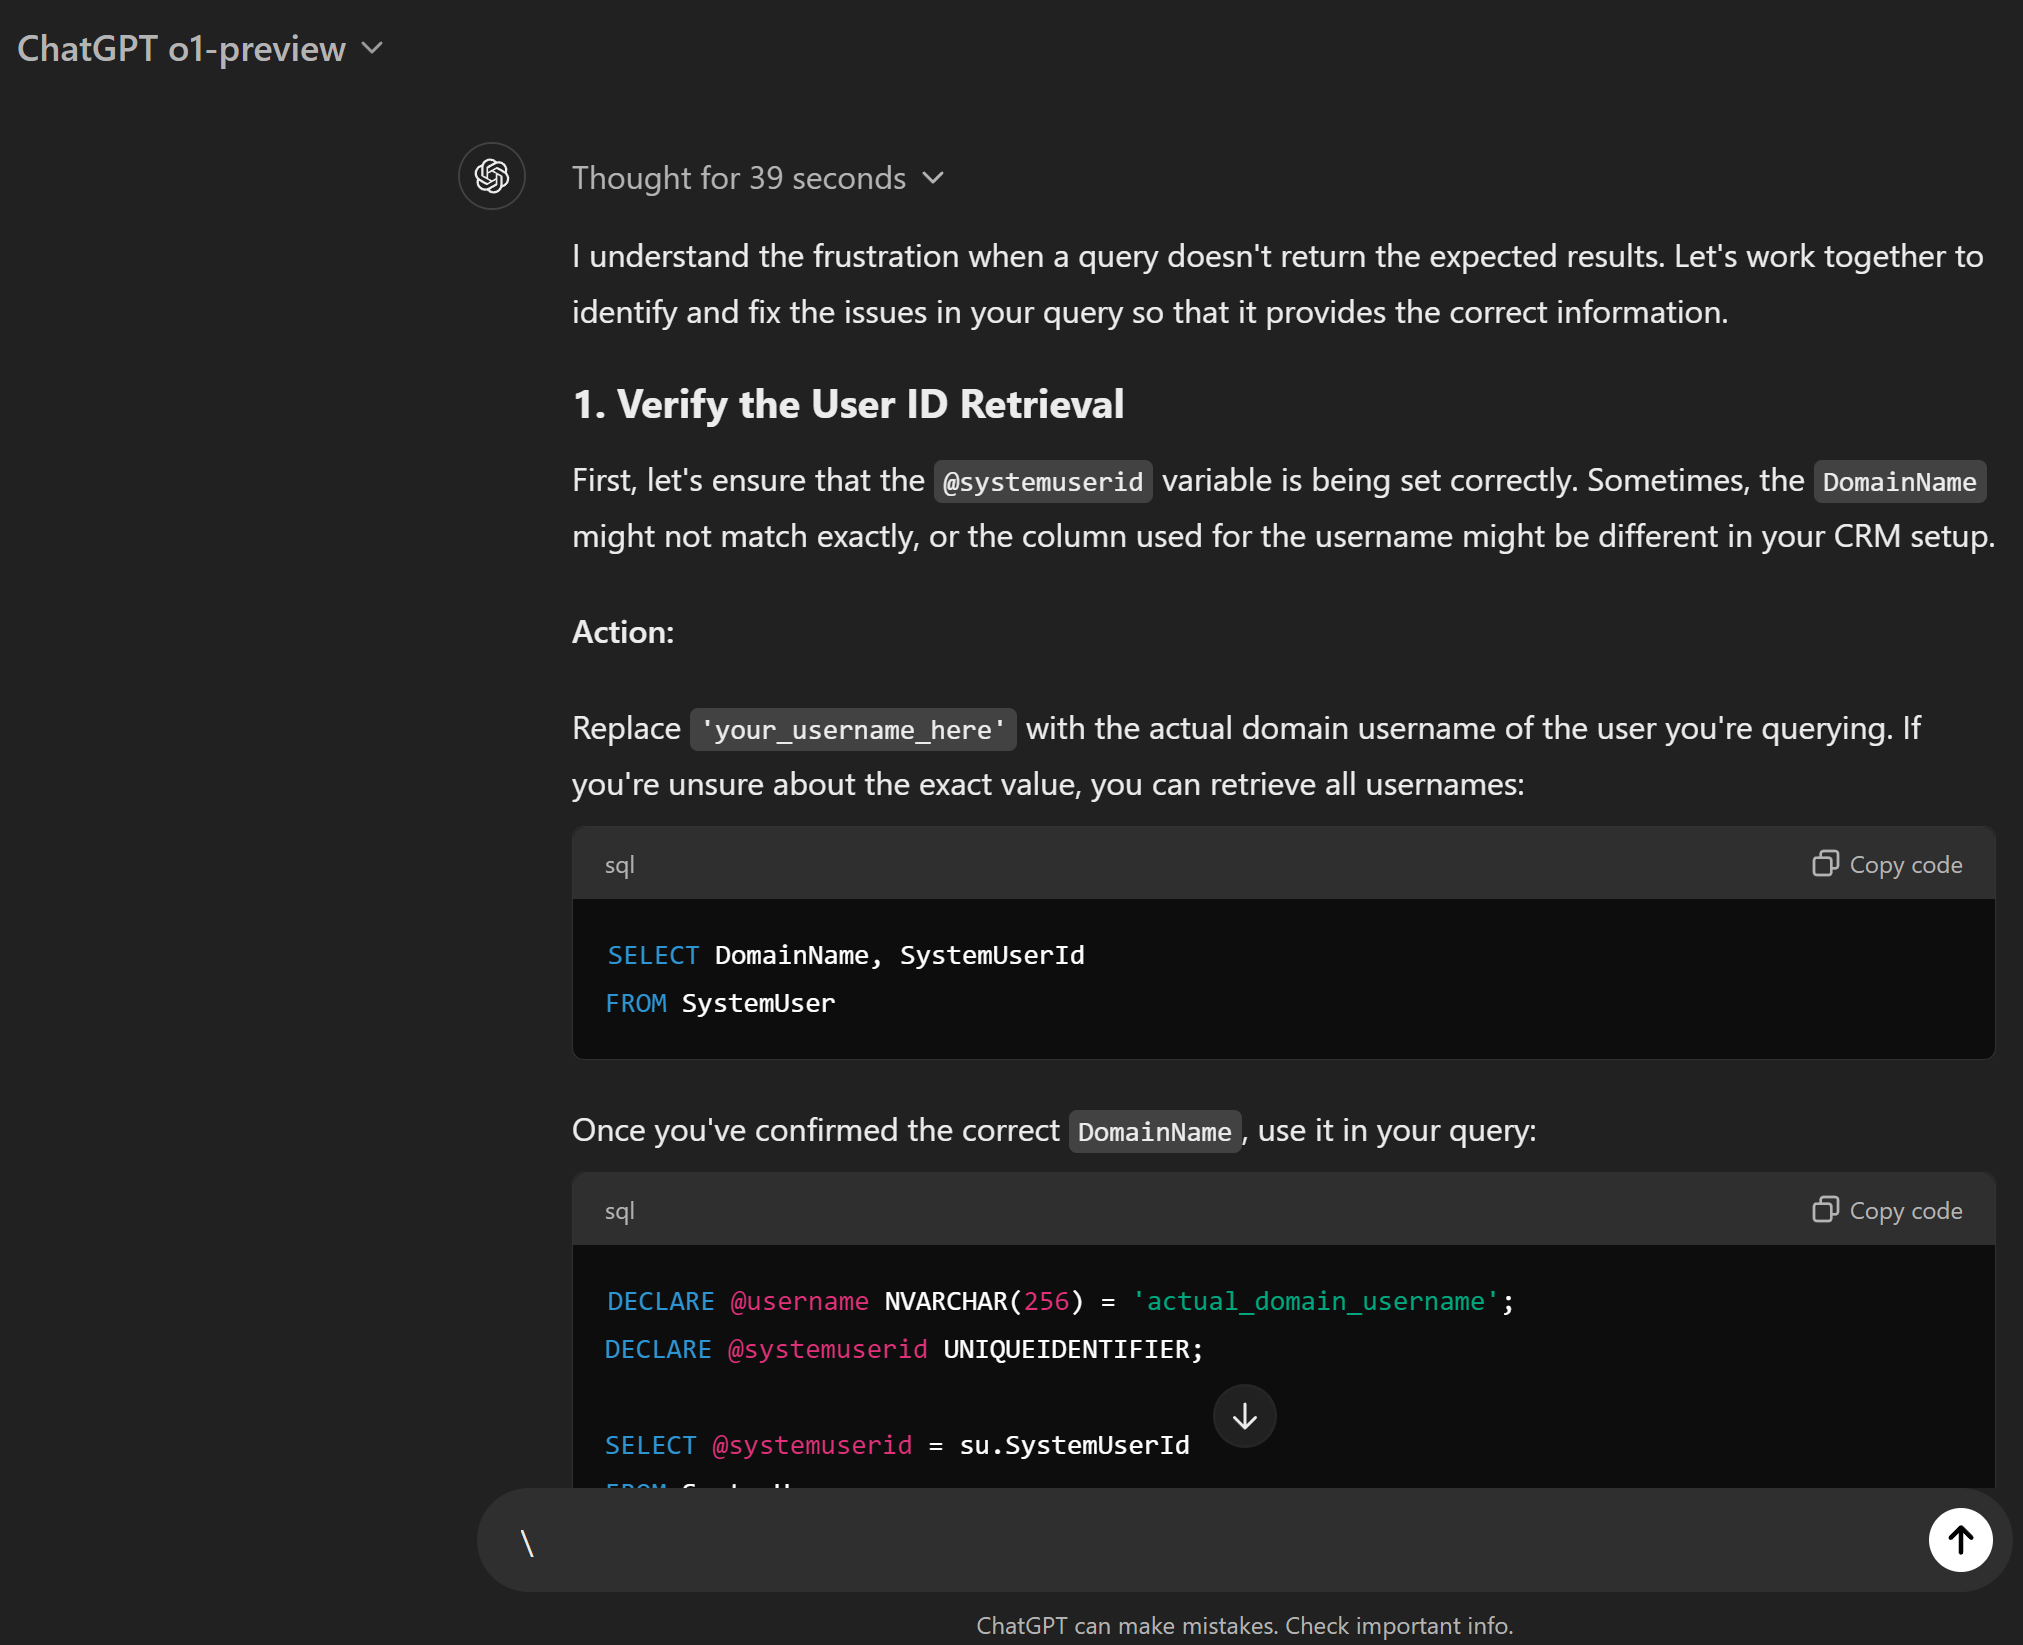 ChatGPT o1-preview
Thought for 39 seconds
I understand the frustration when a query doesn't return the expected results. Let's work together to
identify and fix the issues in your query so that it provides the correct information.
1. Verify the User ID Retrieval
First, let's ensure that the @systemuserid variable is being set correctly. Sometimes, the DomainName
might not match exactly, or the column used for the username might be different in your CRM setup.
Action:
Replace 'your_username_here' with the actual domain username of the user you're querying. If
you're unsure about the exact value, you can retrieve all usernames:
sql Copy code
SELECT DomainName, SystemUserId
FROM SystemUser
Once you've confirmed the correct DomainName, use it in your query:
sql Copy code
DECLARE @username NVARCHAR(256) = 'actual_domain_username';
DECLARE @systemuserid UNIQUEIDENTIFIER;
SELECT @systemuserid = su.SystemUserId
\
ChatGPT can make mistakes. Check important info.